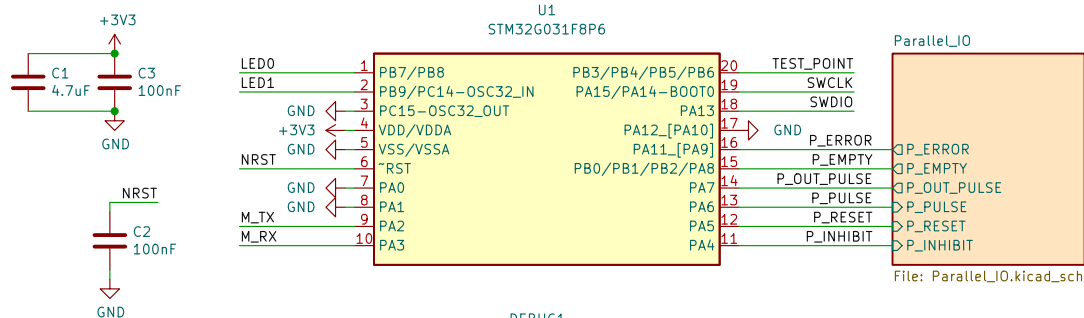 +3V3
C1
4.7uF
C3
100nF
GND
NRST
C2
100nF
GND
U1
STM32G031F8P6
LED0
1
PB7/PB8
PB3/PB4/PB5/PB6
20
TEST_POINT
LED1
2
PB9/PC14-OSC32_IN
PA15/PA14-BOOT0
19
SWCLK
GND
3
PC15-OSC32_OUT
PA13
18
SWDIO
+3V3
4
VDD/VDDA
PA12_[PA10]
17
GND
GND
5
VSS/VSSA
PA11_[PA9]
16
P_ERROR
NRST
6
~RST
PB0/PB1/PB2/PA8
15
P_EMPTY
GND
7
PA0
PA7
14
P_OUT_PULSE
GND
8
PA1
PA6
13
P_PULSE
M_TX
9
PA2
PA5
12
P_RESET
M_RX
10
PA3
PA4
11
P_INHIBIT
Parallel_IO
P_ERROR
P_EMPTY
P_OUT_PULSE
P_PULSE
P_RESET
P_INHIBIT
File: Parallel_IO.kicad_sch
DEBUG1